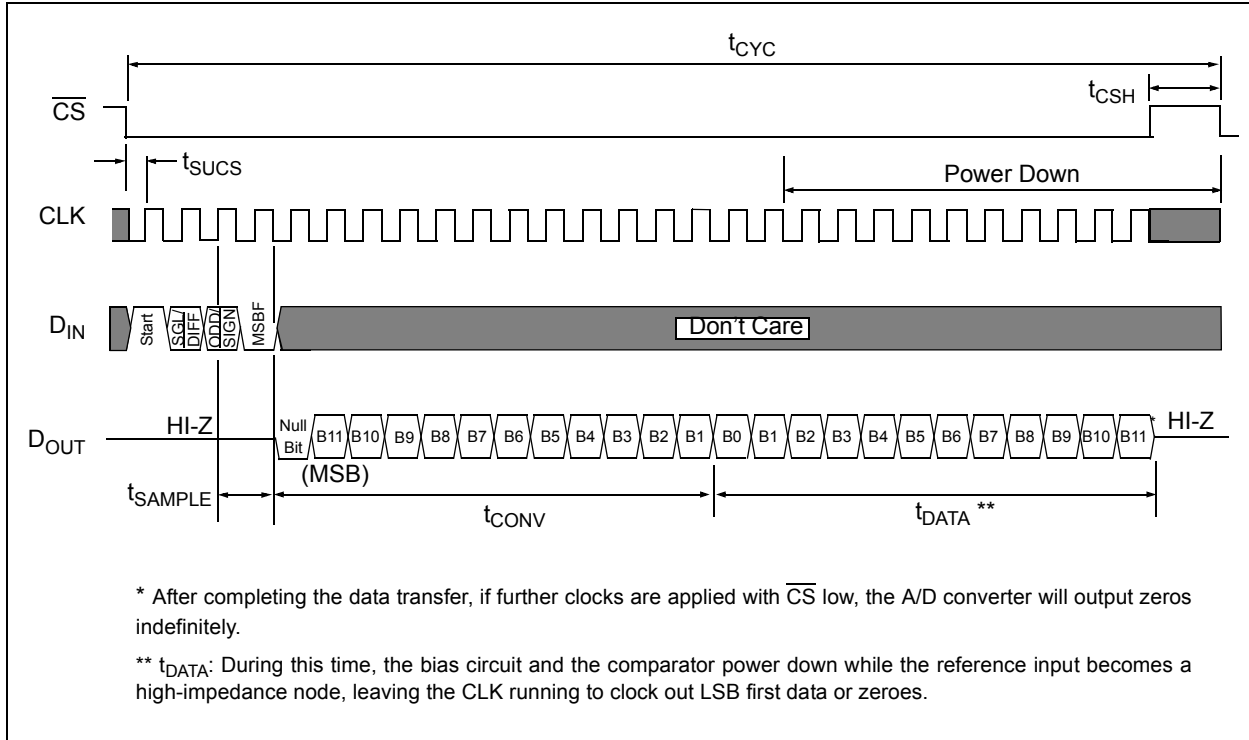 tCYC
tCSH
CS
tSUCS
Power Down
CLK
DIN
Start
SGL/
DIFF
ODD/
SIGN
MSBF
Don't Care
HI-Z
DOUT
Null
Bit
B11 B10 B9 B8 B7 B6 B5 B4 B3 B2 B1 B0 B1 B2 B3 B4 B5 B6 B7 B8 B9 B10 B11
* HI-Z
(MSB)
tSAMPLE
tCONV
tDATA **
* After completing the data transfer, if further clocks are applied with CS low, the A/D converter will output zeros
indefinitely.
** tDATA: During this time, the bias circuit and the comparator power down while the reference input becomes a
high-impedance node, leaving the CLK running to clock out LSB first data or zeroes.